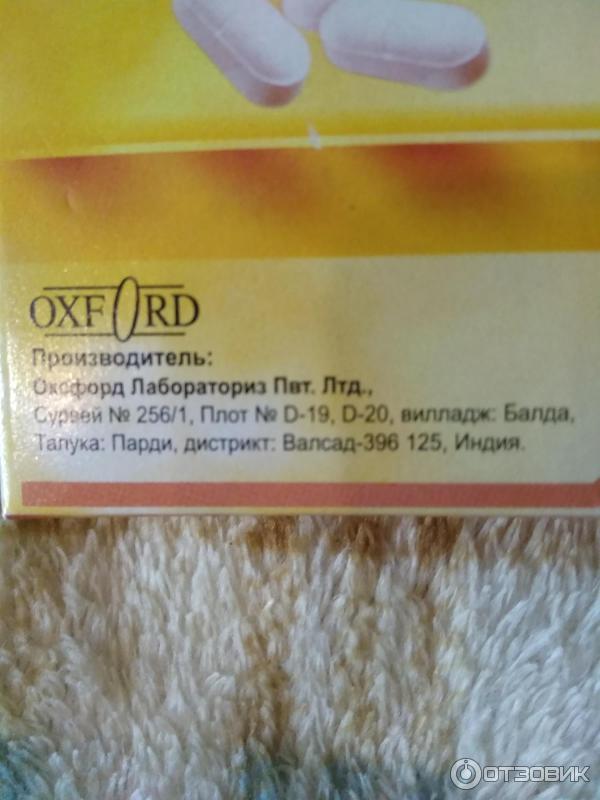 OXFORD
Производитель:
Оксфорд Лабораториз Пвт. Лтд.,
Сурвей № 256/1, Плот № D-19, D-20, вилладж: Балда,
Талука: Парди, дистрикт: Валсад-396 125, Индия.
ОТЗОВИК